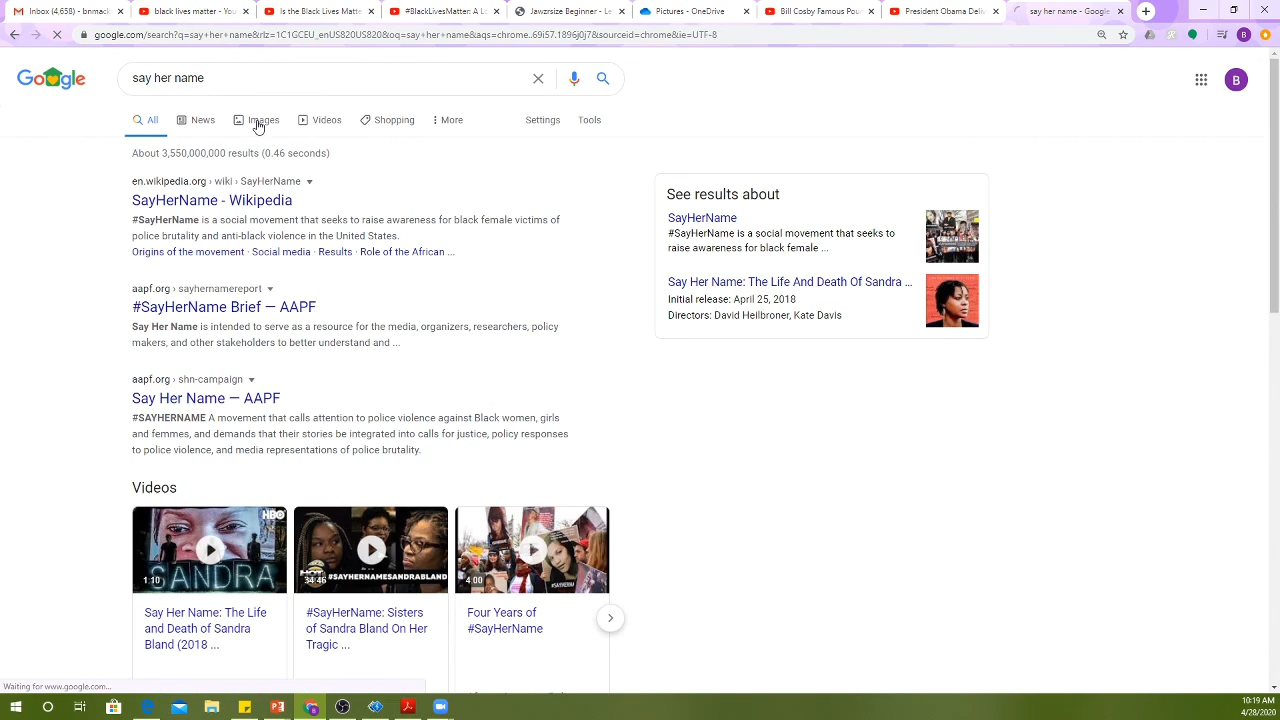 Inbox (4,658) - bnmack
black lives matter - You
Is the Black Lives Matte
#BlackLivesMatter: A Lo
Jawzrsize Beginner - Le
Pictures - OneDrive
Bill Cosby Famous Pou
President Obama Deliv
say her name - Google
google.com/search?q=say+her+name&rlz=1C1GCEU_enUS820US820&oq=say+her+name&aqs=chrome..69i57.1896j0j7&sourceid=chrome&ie=UTF-8
B
Google
say her name
B
All
News
Images
Videos
Shopping
More
Settings
Tools
About 3,550,000,000 results (0.46 seconds)
en.wikipedia.org › wiki › SayHerName
SayHerName - Wikipedia
#SayHerName is a social movement that seeks to raise awareness for black female victims of
police brutality and anti-black violence in the United States.
Origins of the movement · Social media · Results · Role of the African ...
aapf.org › sayhernamereport
#SayHerName Brief — AAPF
Say Her Name is intended to serve as a resource for the media, organizers, researchers, policy
makers, and other stakeholders to better understand and ...
aapf.org › shn-campaign
Say Her Name — AAPF
#SAYHERNAME A movement that calls attention to police violence against Black women, girls
and femmes, and demands that their stories be integrated into calls for justice, policy responses
to police violence, and media representations of police brutality.
See results about
SayHerName
#SayHerName is a social movement that seeks to
raise awareness for black female ...
Say Her Name: The Life And Death Of Sandra ...
Initial release: April 25, 2018
Directors: David Heilbroner, Kate Davis
Videos
HBO
SANDRA
1:10
#SAYHERNAMESANDRABLAND
34:46
4:00
Say Her Name: The Life
and Death of Sandra
Bland (2018 ...
#SayHerName: Sisters
of Sandra Bland On Her
Tragic ...
Four Years of
#SayHerName
Waiting for www.google.com...
10:19 AM
4/28/2020